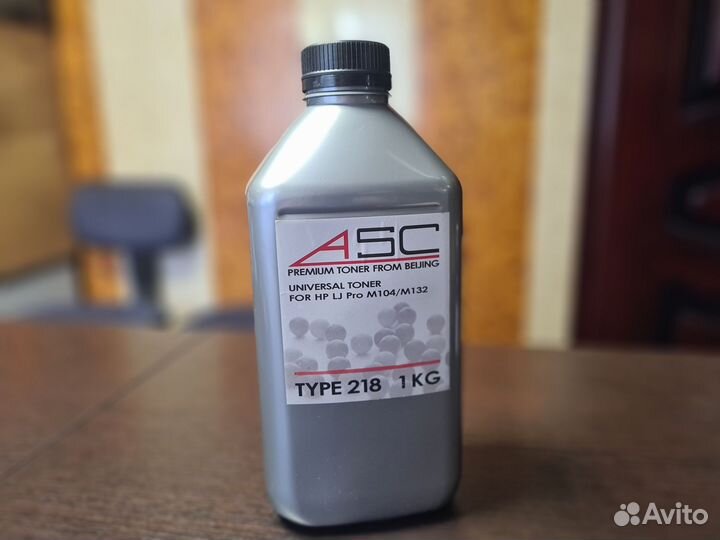 ASC
PREMIUM TONER FROM BEIJING
UNIVERSAL TONER
FOR HP LJ Pro M104/M132
TYPE 218 1 KG
Avito